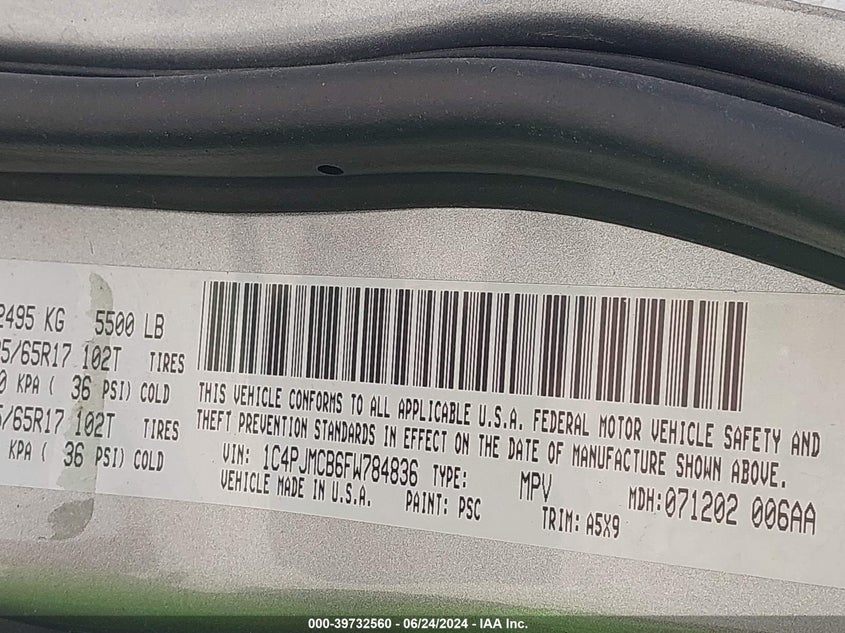 2495 KG 5500 LB
5/65R17 102T TIRES
0 KPA ( 36 PSI) COLD
5/65R17 102T TIRES
KPA ( 36 PSI) COLD
THIS VEHICLE CONFORMS TO ALL APPLICABLE U.S.A. FEDERAL MOTOR VEHICLE SAFETY AND
THEFT PREVENTION STANDARDS IN EFFECT ON THE DATE OF MANUFACTURE SHOWN ABOVE.
VIN: 1C4PJMCB6FW784836 TYPE: MPV MDH:071202 006AA
VEHICLE MADE IN U.S.A. PAINT: PSC TRIM: A5X9
000-39732560 - 06/24/2024 - IAA Inc.